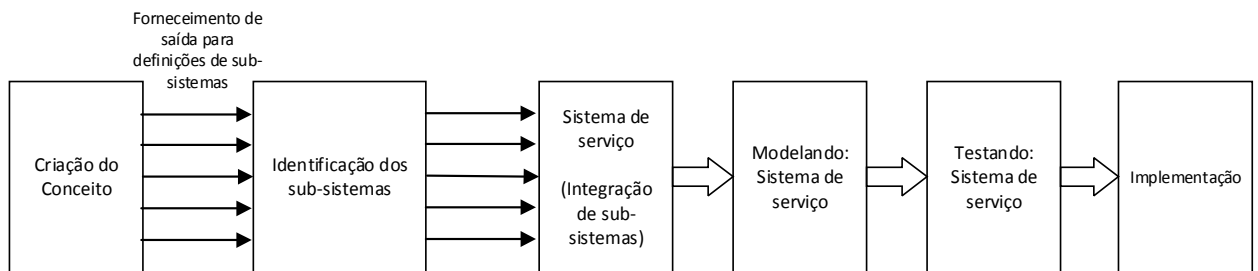 Fornecimento de
saída para
definições de sub-
sistemas
Criação do
Conceito
Identificação dos
sub-sistemas
Sistema de
serviço
(Integração
de sub-
sistemas)
Modelando:
Sistema de
serviço
Testando:
Sistema de
serviço
Implementação